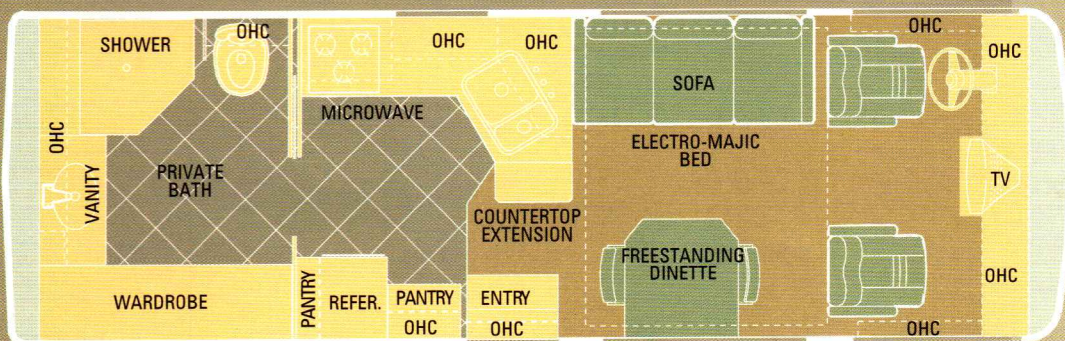 SHOWER
OHC
OHC
OHC
OHC
OHC
SOFA
MICROWAVE
OHC
ELECTRO-MAJIC
BED
PRIVATE
BATH
VANITY
TV
COUNTERTOP
EXTENSION
FREESTANDING
DINETTE
OHC
WARDROBE
PANTRY
REFER.
PANTRY
ENTRY
OHC
OHC
OHC